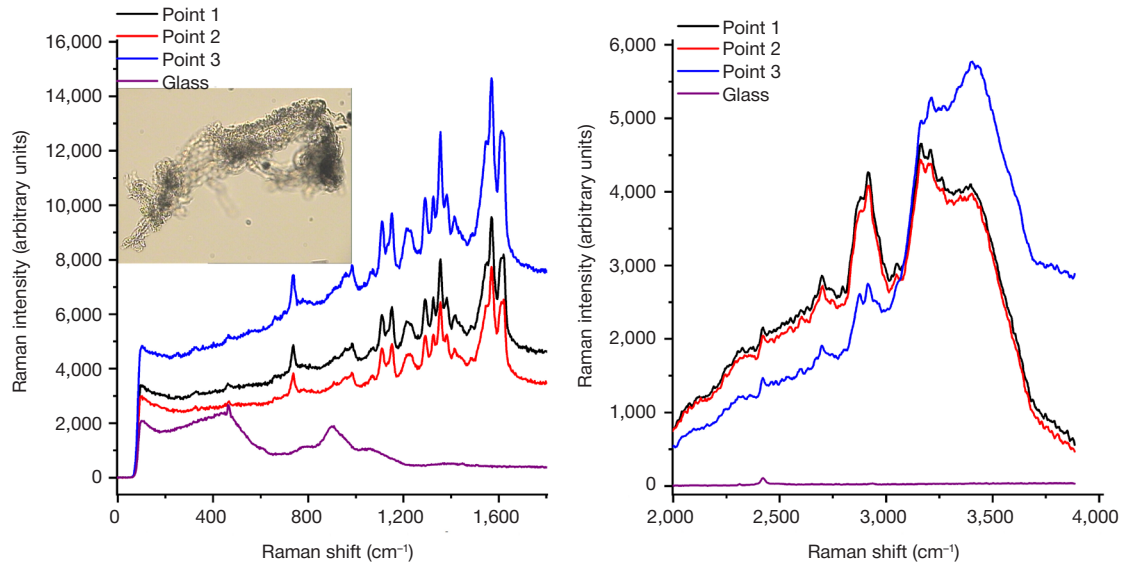 Point 1
Point 2
Point 3
Glass
Raman intensity (arbitrary units)
16,000
14,000
12,000
10,000
8,000
6,000
4,000
2,000
0
0 400 800 1,200 1,600
Raman shift (cm⁻¹)
Point 1
Point 2
Point 3
Glass
Raman intensity (arbitrary units)
6,000
5,000
4,000
3,000
2,000
1,000
0
2,000 2,500 3,000 3,500 4,000
Raman shift (cm⁻¹)